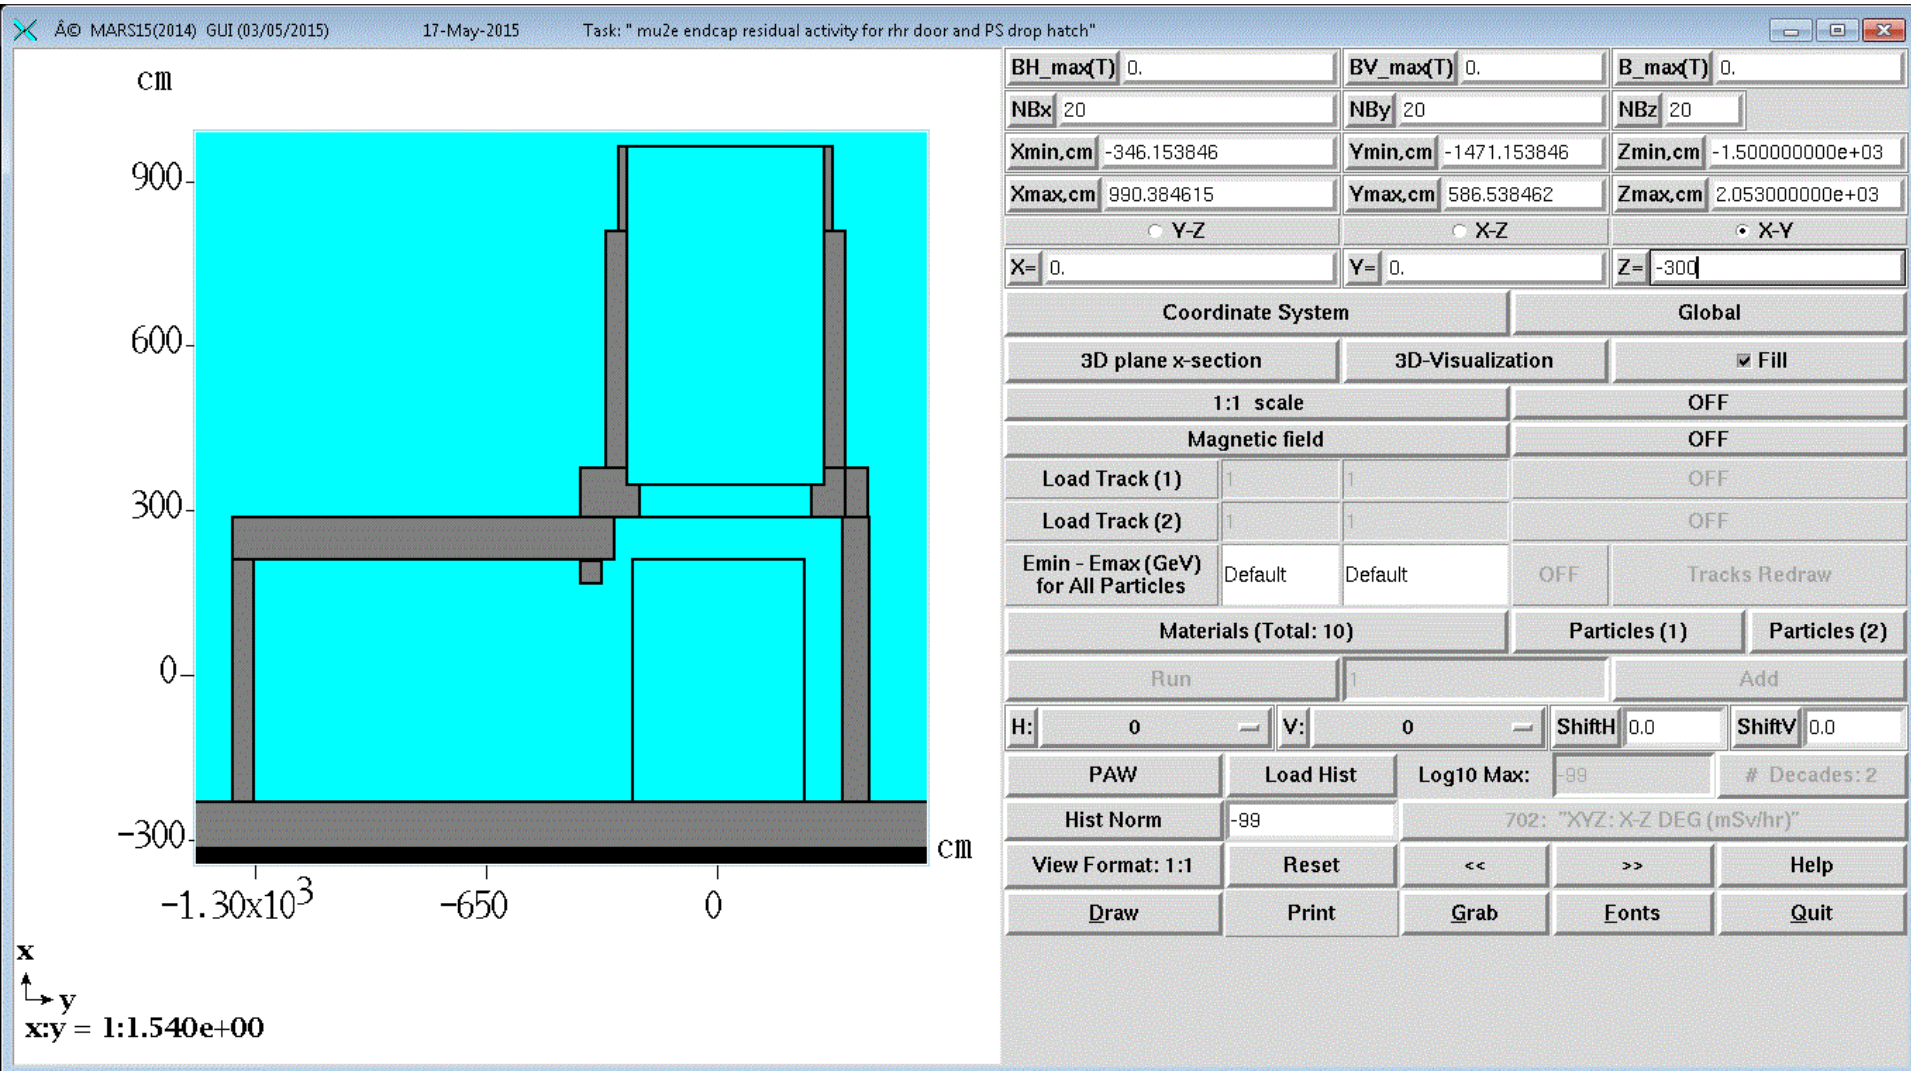 © MARS15(2014) GUI (03/05/2015) 17-May-2015 Task: " mu2e endcap residual activity for rhr door and PS drop hatch"
cm
900
600
300
0
-300
cm
-1.30x10³ -650 0
x
y
x:y = 1:1.540e+00
BH_max(T) 0. BV_max(T) 0. B_max(T) 0.
NBx 20 NBy 20 NBz 20
Xmin,cm -346.153846 Ymin,cm -1471.153846 Zmin,cm -1.500000000e+03
Xmax,cm 990.384615 Ymax,cm 586.538462 Zmax,cm 2.053000000e+03
Y-Z X-Z X-Y
X= 0. Y= 0. Z= -300
Coordinate System Global
3D plane x-section 3D-Visualization Fill
1:1 scale OFF
Magnetic field OFF
Load Track (1) 1 1 OFF
Load Track (2) 1 1 OFF
Emin - Emax (GeV)
for All Particles Default Default OFF Tracks Redraw
Materials (Total: 10) Particles (1) Particles (2)
Run 1 Add
H: 0 V: 0 ShiftH 0.0 ShiftV 0.0
PAW Load Hist Log10 Max: -99 # Decades: 2
Hist Norm -99 702: "XYZ: X-Z DEG (mSv/hr)"
View Format: 1:1 Reset << >> Help
Draw Print Grab Fonts Quit